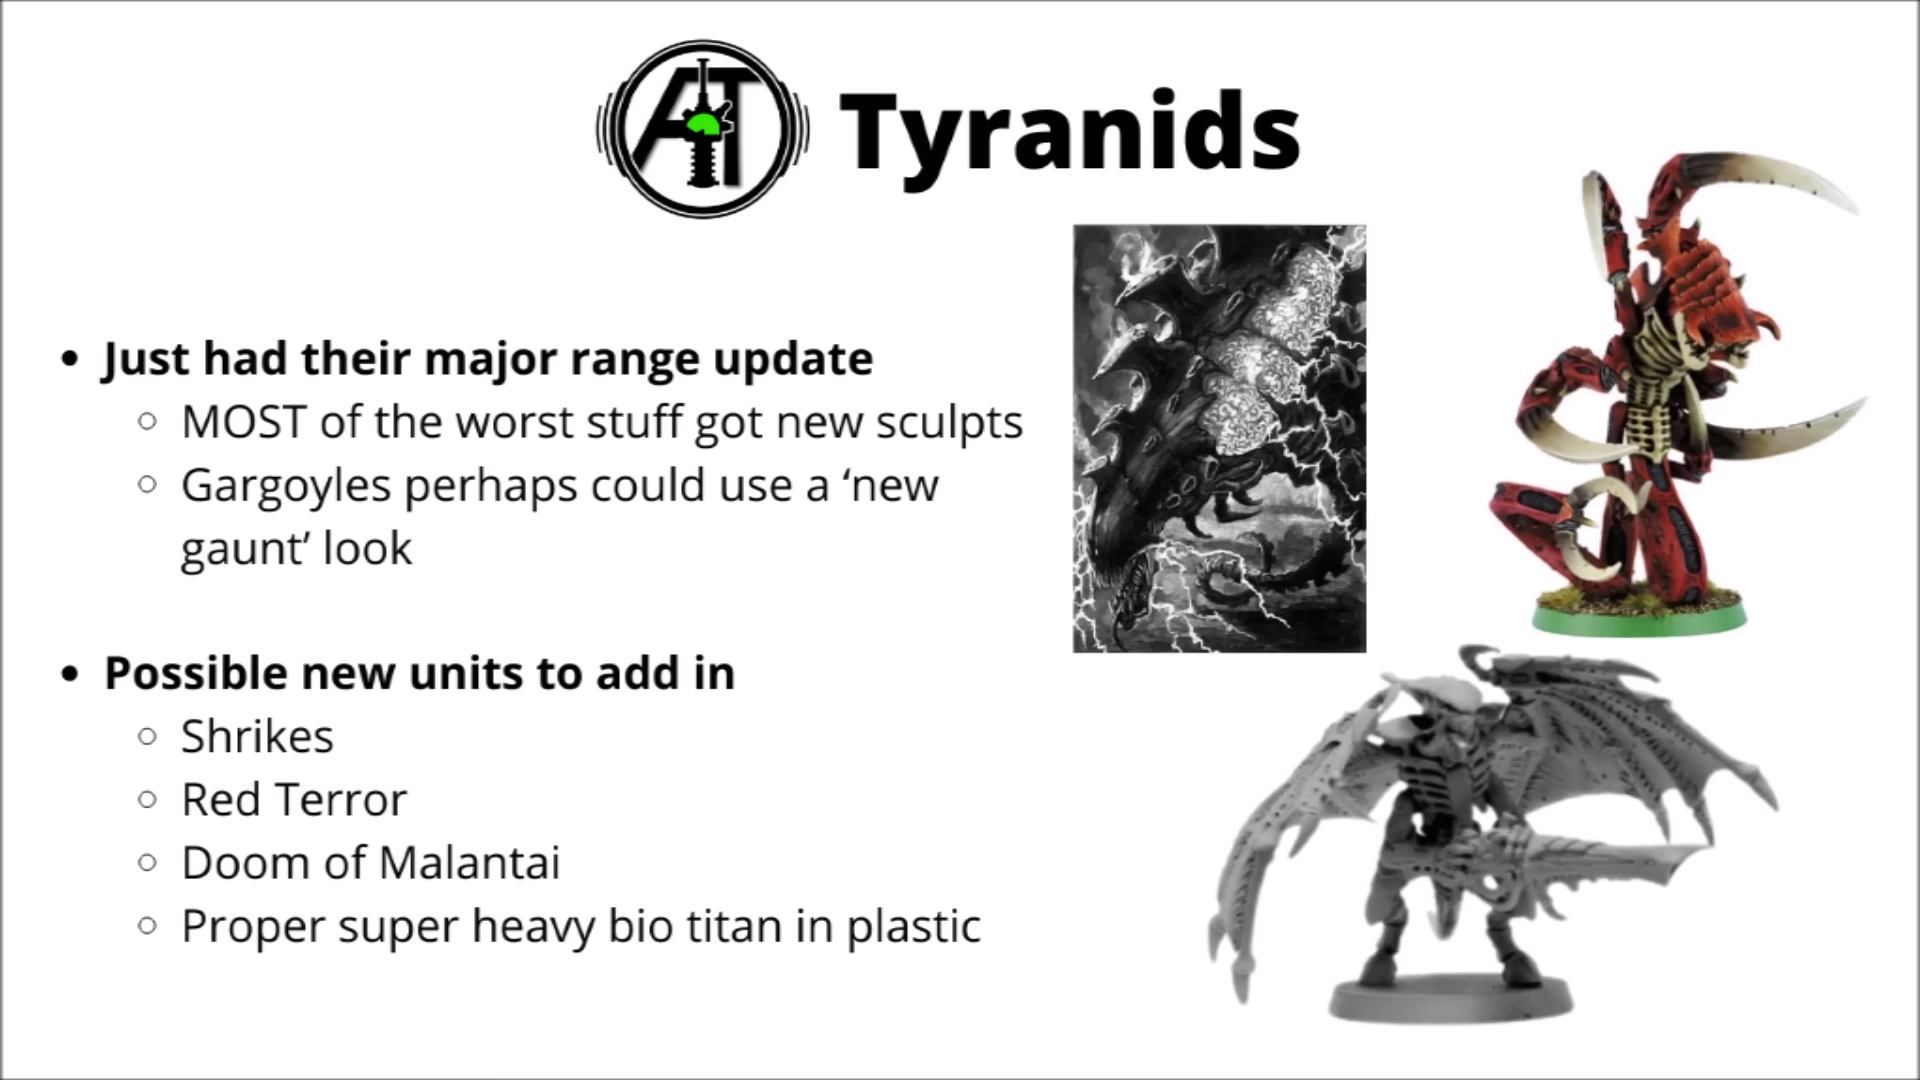 AT
Tyranids
• Just had their major range update
○ MOST of the worst stuff got new sculpts
○ Gargoyles perhaps could use a ‘new
gaunt’ look
• Possible new units to add in
○ Shrikes
○ Red Terror
○ Doom of Malantai
○ Proper super heavy bio titan in plastic